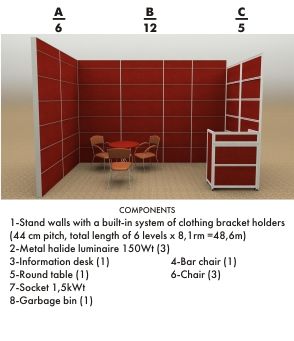 A B C
6 12 5
COMPONENTS
1-Stand walls with a built-in system of clothing bracket holders
(44 cm pitch, total length of 6 levels x 8,1rm =48,6m)
2-Metal halide luminaire 150Wt (3)
3-Information desk (1) 4-Bar chair (1)
5-Round table (1) 6-Chair (3)
7-Socket 1,5kWt
8-Garbage bin (1)